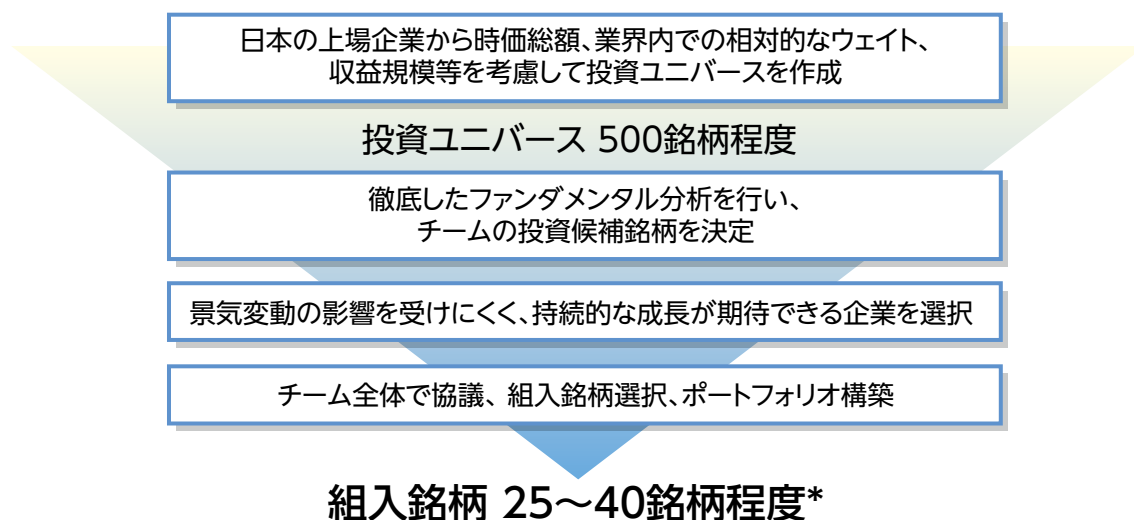 日本の上場企業から時価総額、業界内での相対的なウェイト、
収益規模等を考慮して投資ユニバースを作成
投資ユニバース 500銘柄程度
徹底したファンダメンタル分析を行い、
チームの投資候補銘柄を決定
景気変動の影響を受けにくく、持続的な成長が期待できる企業を選択
チーム全体で協議、組入銘柄選択、ポートフォリオ構築
組入銘柄 25～40銘柄程度*